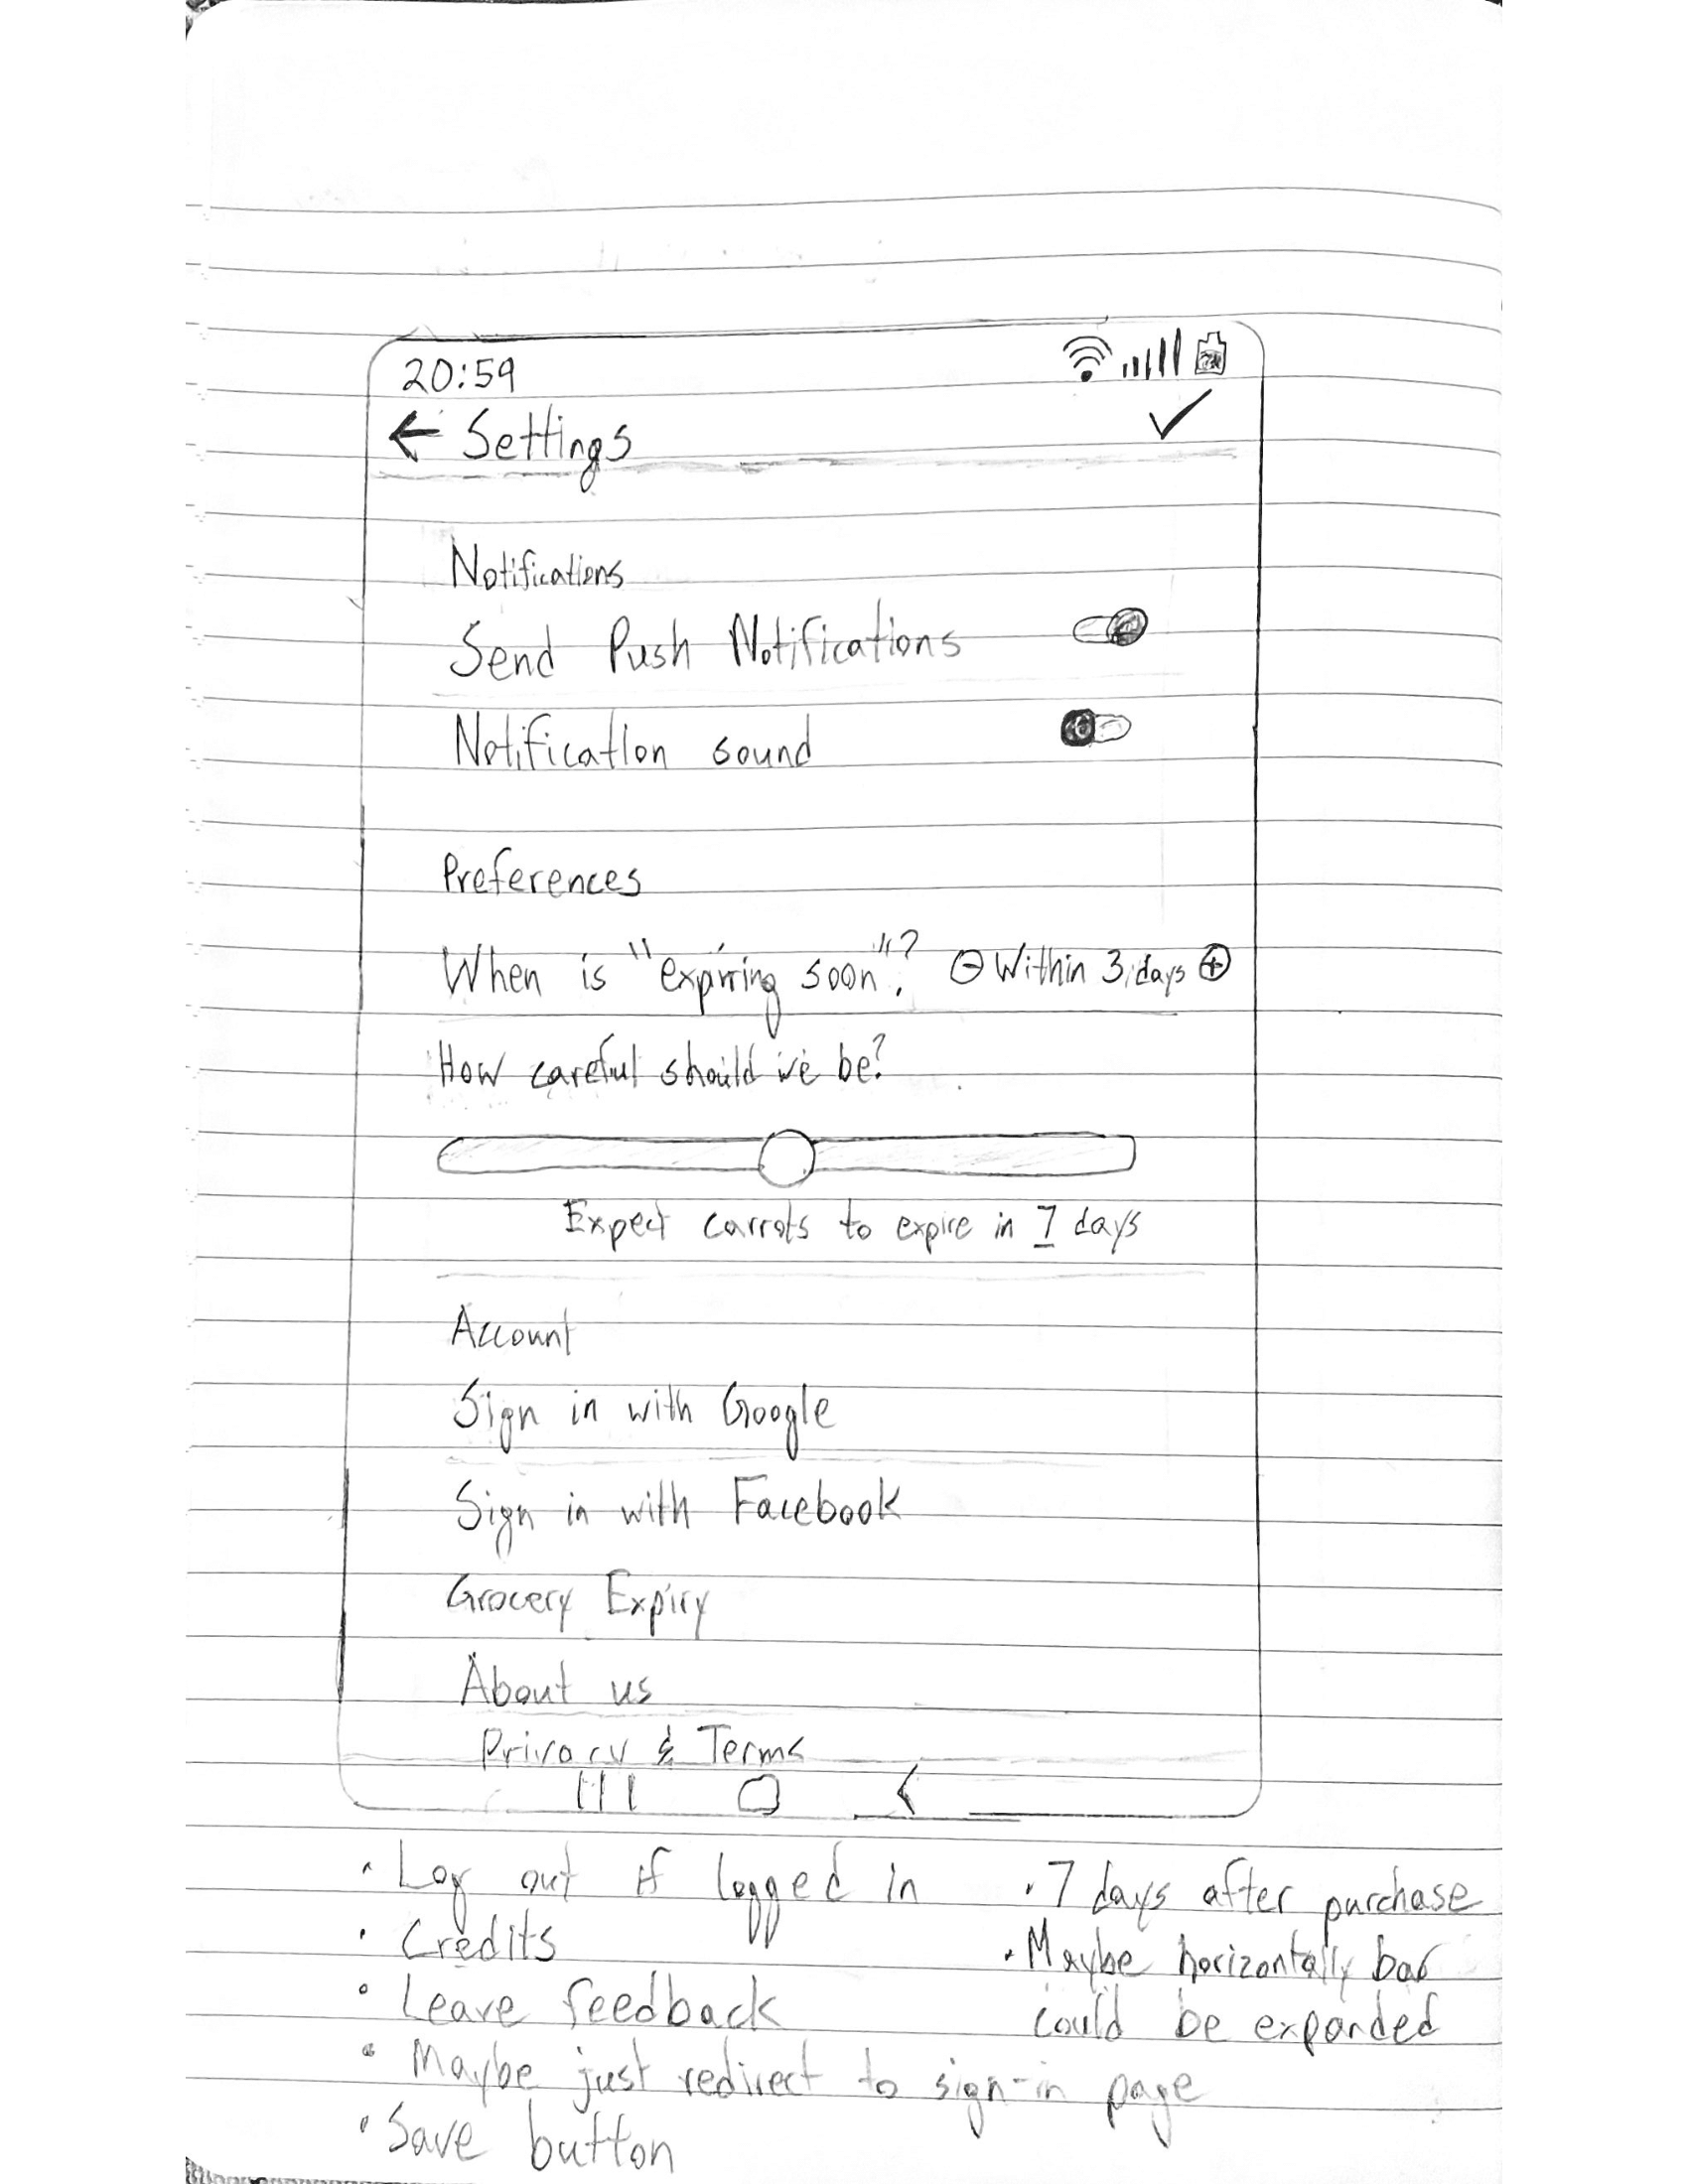 20:59
← Settings ✓
Notifications
Send Push Notifications
Notification sound
Preferences
When is "expiring soon"? ⊖ Within 3 days ⊕
How careful should we be?
Expect carrots to expire in 7 days
Account
Sign in with Google
Sign in with Facebook
Grocery Expiry
About us
Privacy & Terms
• Log out if logged in
• Credits
• Leave feedback
• Maybe just redirect to sign-in page
• Save button
• 7 days after purchase
• Maybe horizontally bar
could be expanded